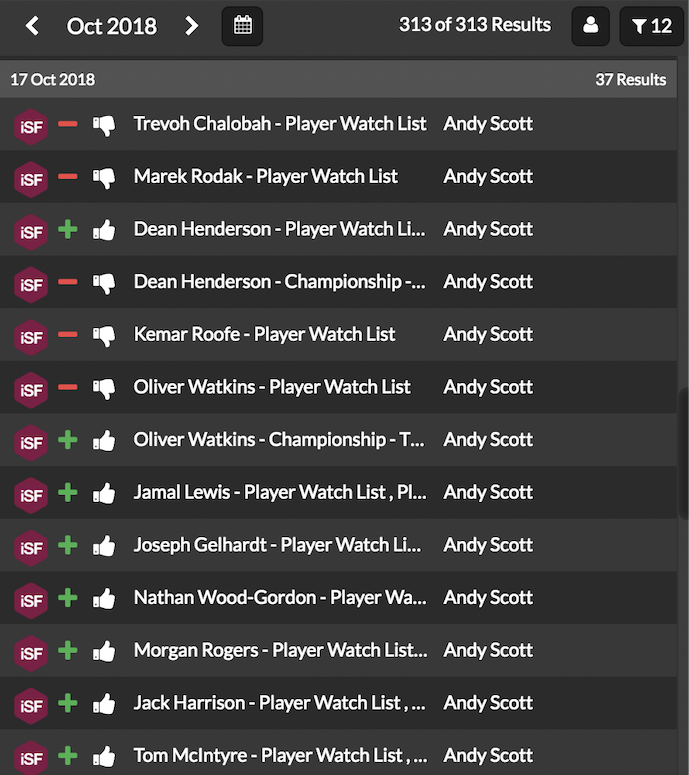 Oct 2018 313 of 313 Results 12
17 Oct 2018 37 Results
iSF Trevoh Chalobah - Player Watch List Andy Scott
iSF Marek Rodak - Player Watch List Andy Scott
iSF Dean Henderson - Player Watch Li... Andy Scott
iSF Dean Henderson - Championship -... Andy Scott
iSF Kemar Roofe - Player Watch List Andy Scott
iSF Oliver Watkins - Player Watch List Andy Scott
iSF Oliver Watkins - Championship - T... Andy Scott
iSF Jamal Lewis - Player Watch List , Pl... Andy Scott
iSF Joseph Gelhardt - Player Watch Li... Andy Scott
iSF Nathan Wood-Gordon - Player Wa... Andy Scott
iSF Morgan Rogers - Player Watch List... Andy Scott
iSF Jack Harrison - Player Watch List , ... Andy Scott
iSF Tom McIntyre - Player Watch List , ... Andy Scott